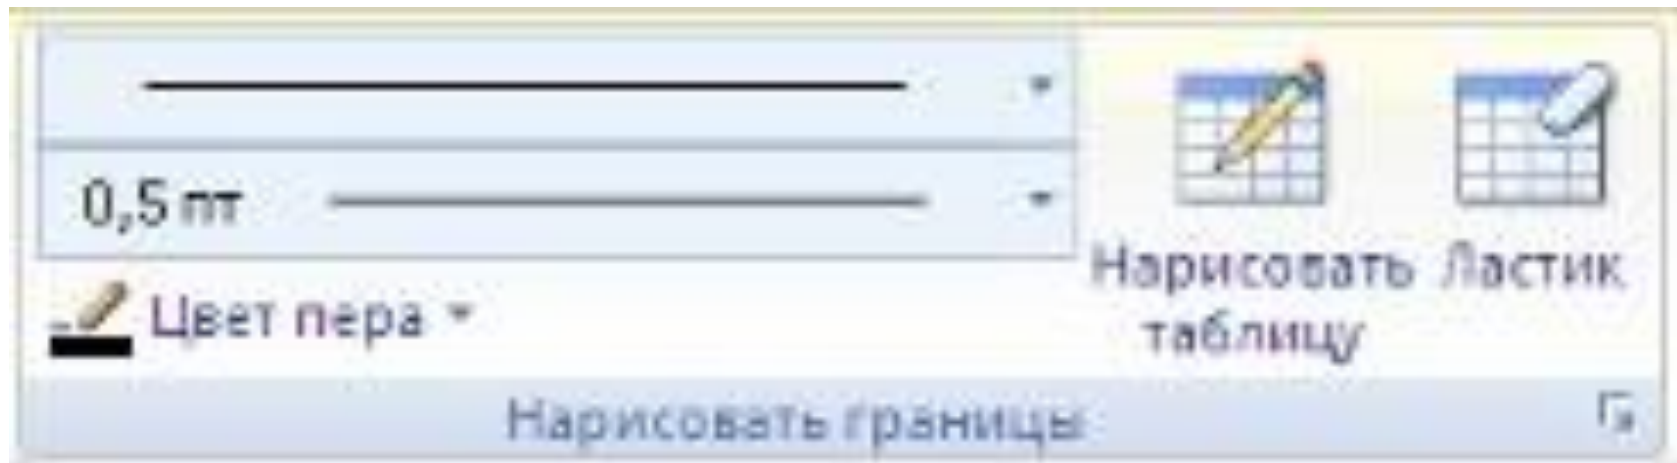 0,5 пт
Цвет пера
Нарисовать
таблицу
Ластик
Нарисовать границы